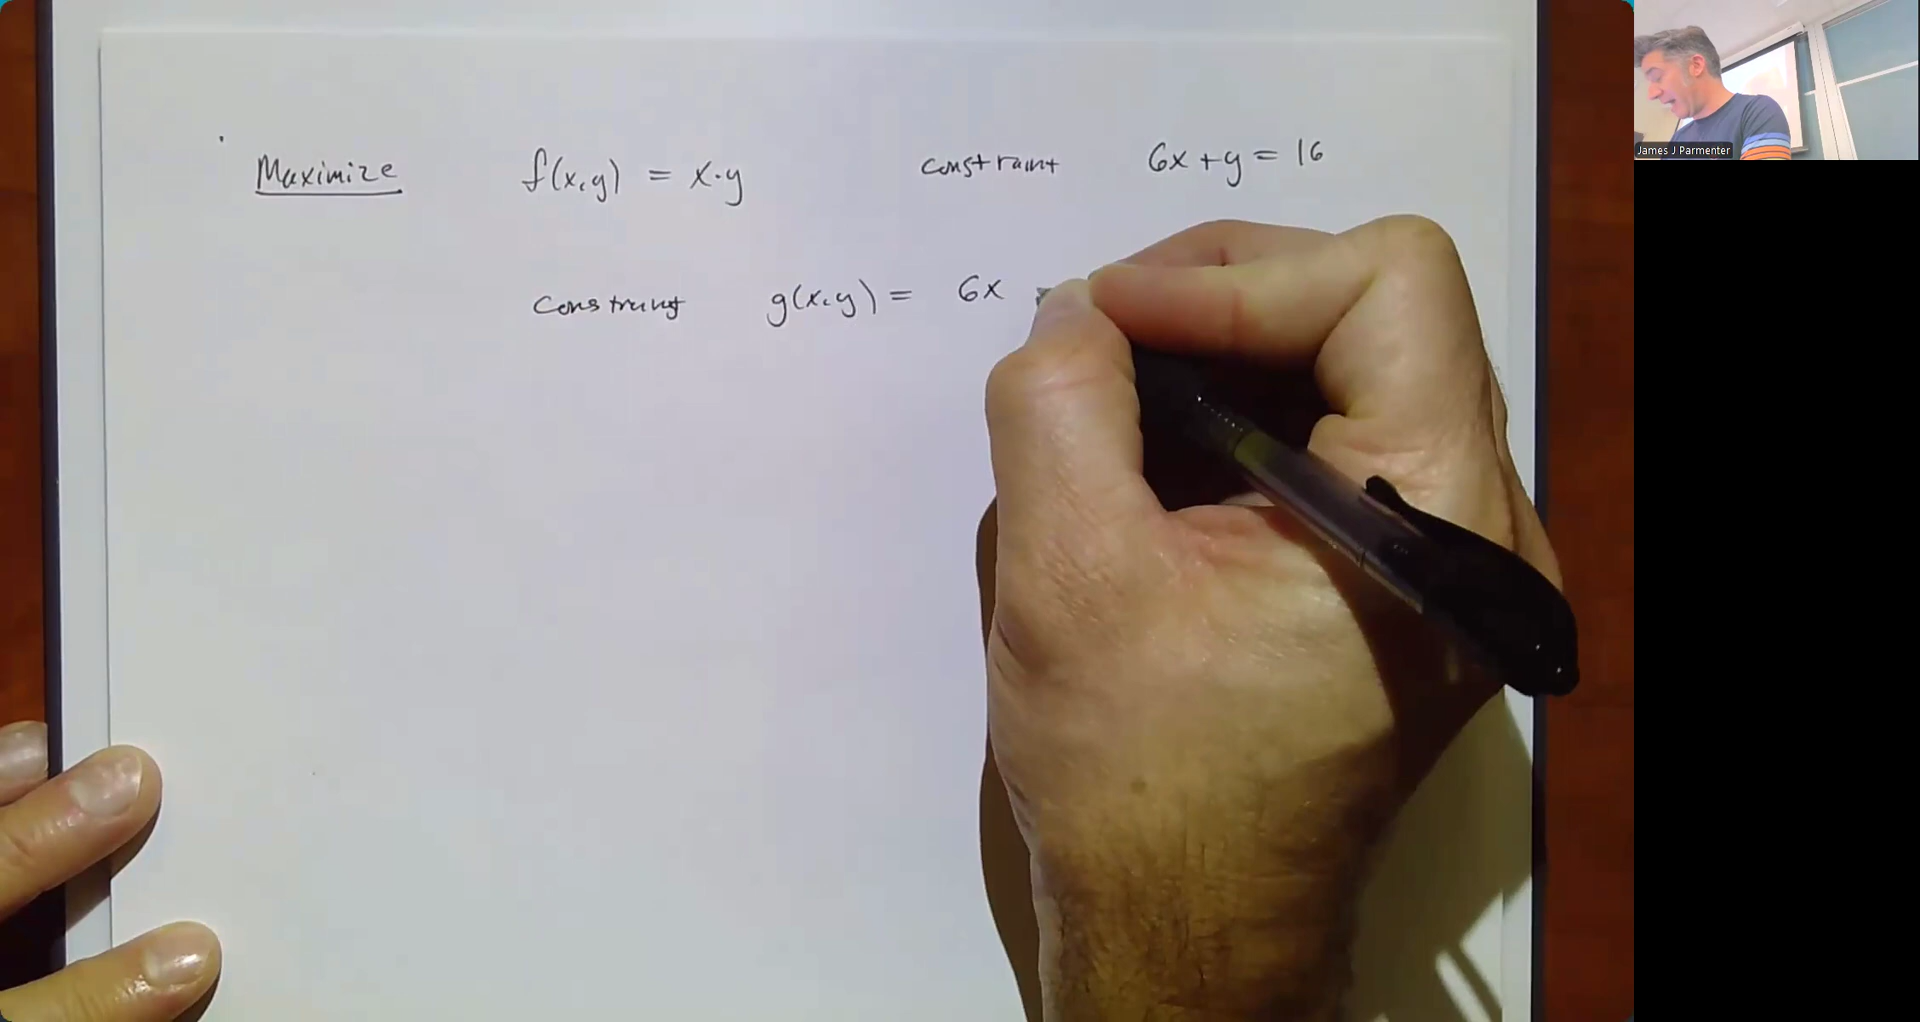 Maximize f(x,y) = x·y constraint 6x + y = 16
constraint g(x,y) = 6x
James J Parmenter